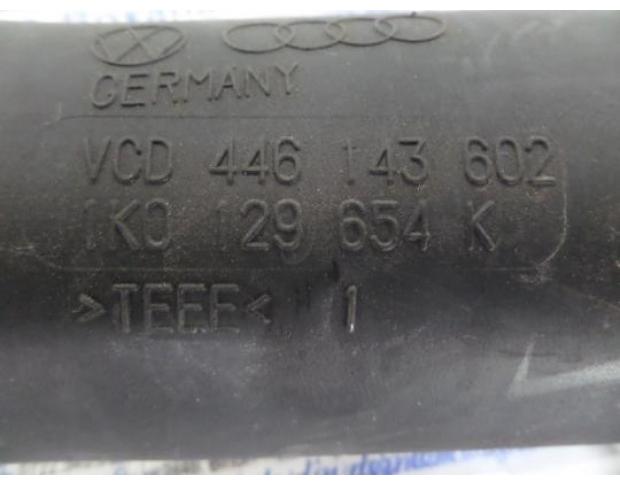 GERMANY
VCD 446 143 602
1K0 129 654 K
>TEEE< 1